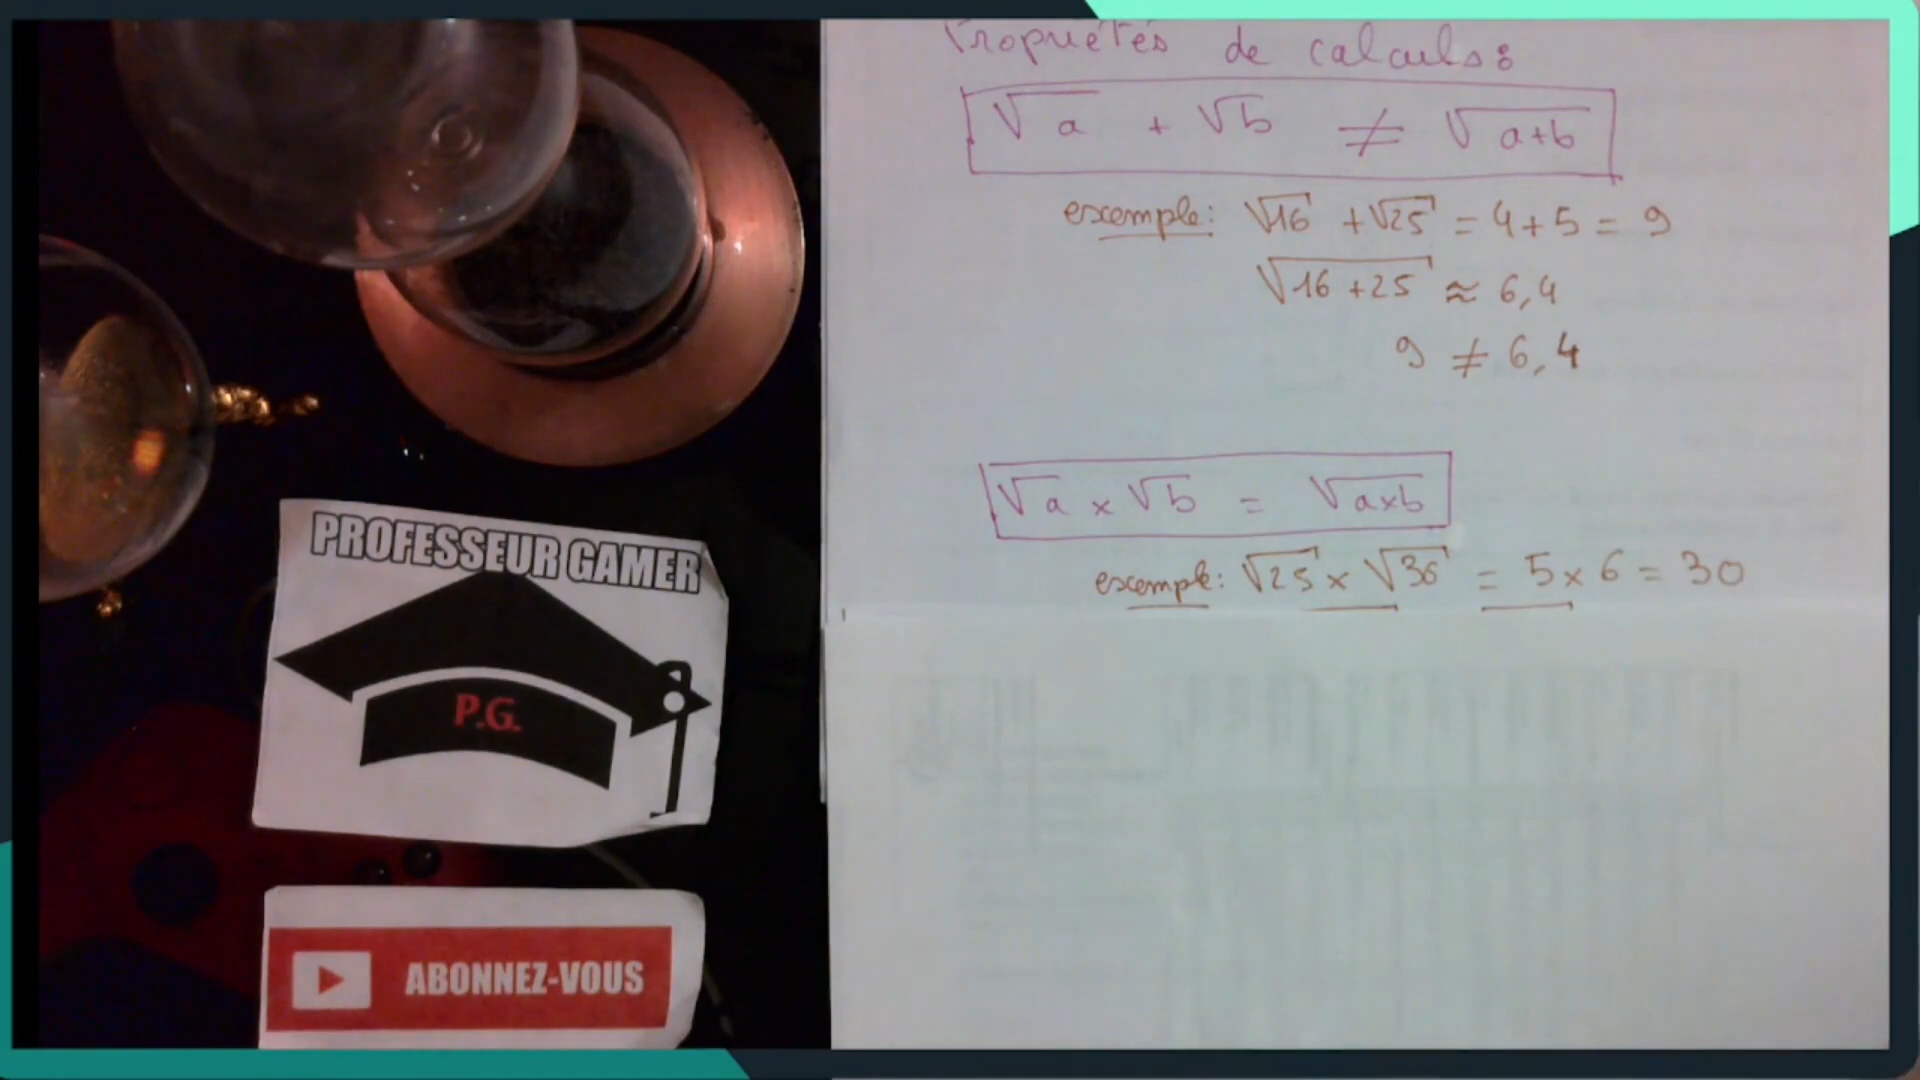 PROFESSEUR GAMER
P.G.
ABONNEZ-VOUS
Propriétés de calculs:
√a + √b ≠ √a+b
exemple: √16 + √25 = 4+5 = 9
√16+25 ≈ 6,4
9 ≠ 6,4
√a × √b = √a×b
exemple: √25 × √36 = 5 × 6 = 30